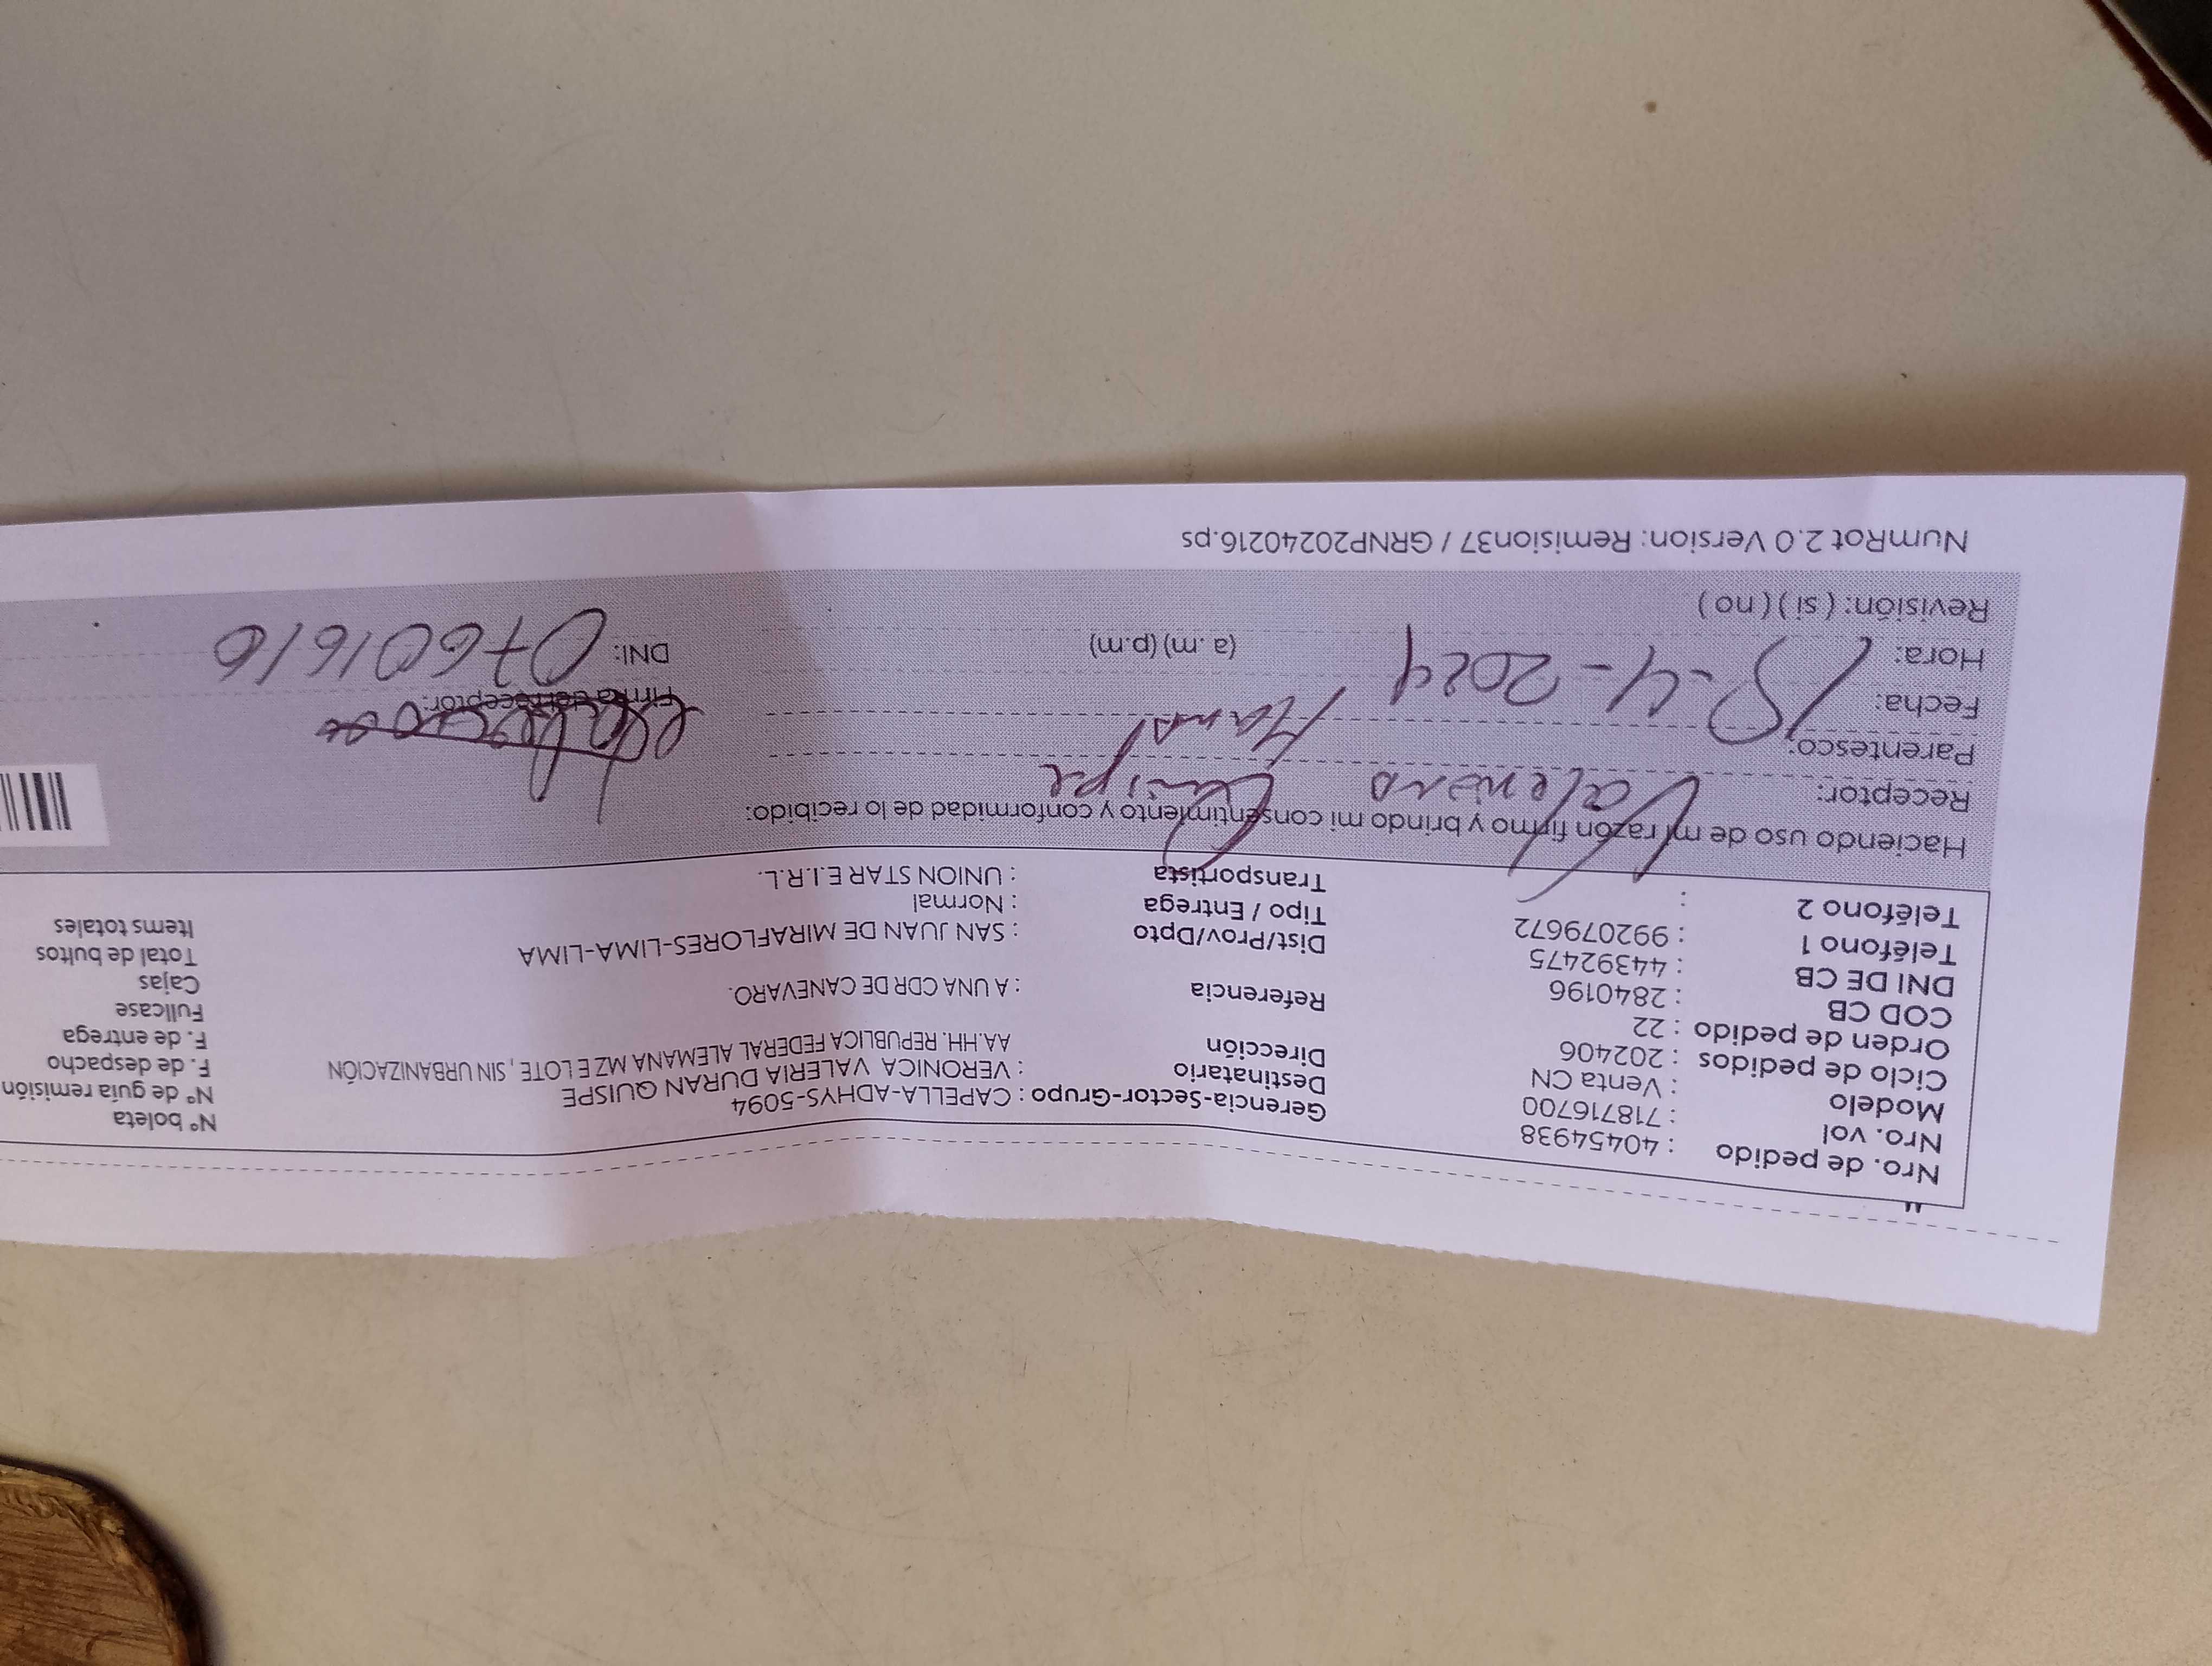 Nro. de pedido : 40454938
Nro. vol : 718716700
Modelo : Venta CN
Ciclo de pedidos : 202406
Orden de pedido : 22
COD CB : 2840196
DNI DE CB : 44392475
Teléfono 1 : 992079672
Teléfono 2 :
Gerencia-Sector-Grupo : CAPELLA-ADHYS-5094
Destinatario : VERONICA VALERIA DURAN QUISPE
Dirección AA.HH. REPUBLICA FEDERAL ALEMANA MZ E LOTE , SIN URBANIZACIÓN
Referencia : A UNA CDR DE CANEVARO.
Dist/Prov/Dpto : SAN JUAN DE MIRAFLORES-LIMA-LIMA
Tipo / Entrega : Normal
Transportista : UNION STAR E.I.R.L.
N° boleta
N° de guía remisión
F. de despacho
F. de entrega
Fullcase
Cajas
Total de bultos
Items totales
Haciendo uso de mi razón firmo y brindo mi consentimiento y conformidad de lo recibido:
Receptor: Quispe
Parentesco:
Fecha: 18-4-2024
Hora: (a.m) (p.m)
Revisión: ( si ) ( no )
Firma del receptor:
DNI: 07601616
NumRot 2.0 Version: Remision37 / GRNP20240216.ps